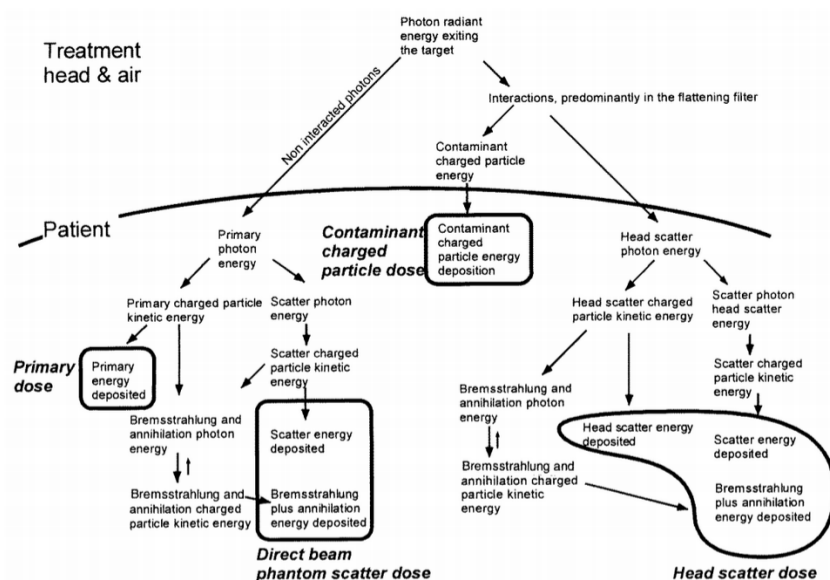 Treatment
head & air
Photon radiant
energy exiting
the target
Non interacted photons
Interactions, predominantly in the flattening filter
Contaminant
charged particle
energy
Patient
Primary
photon
energy
Contaminant
charged
particle dose
Contaminant
charged
particle energy
deposition
Head scatter
photon energy
Primary charged particle
kinetic energy
Scatter photon
energy
Head scatter charged
particle kinetic energy
Scatter photon
head scatter
energy
Primary
dose
Primary
energy
deposited
Scatter charged
particle kinetic
energy
Scatter charged
particle kinetic
energy
Bremsstrahlung and
annihilation photon
energy
Scatter energy
deposited
Bremsstrahlung and
annihilation photon
energy
Head scatter energy
deposited
Scatter energy
deposited
Bremsstrahlung and
annihilation charged
particle kinetic energy
Bremsstrahlung
plus annihilation
energy deposited
Bremsstrahlung and
annihilation charged
particle kinetic
energy
Bremsstrahlung
plus annihilation
energy deposited
Direct beam
phantom scatter dose
Head scatter dose